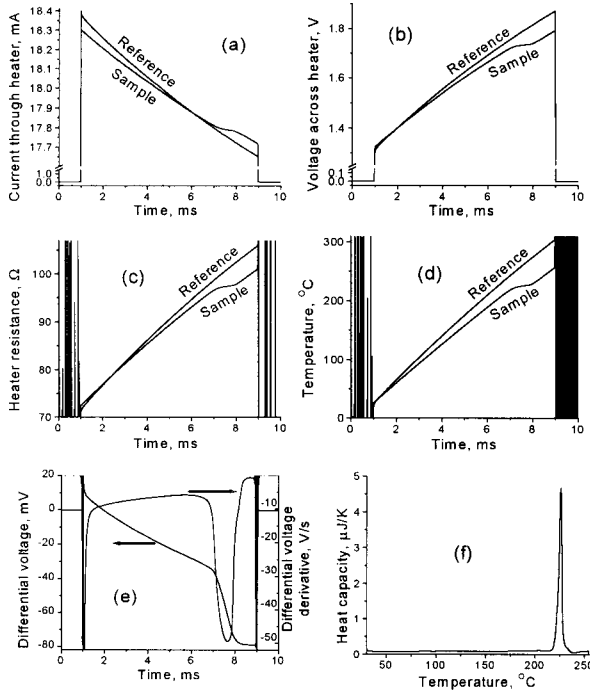 Current through heater, mA
18.4
18.3
18.2
18.1
18.0
17.9
17.8
17.7
1.0
0.0
(a)
Reference
Sample
0 2 4 6 8 10
Time, ms
Voltage across heater, V
1.8
1.6
1.4
0.1
0.0
(b)
Reference
Sample
0 2 4 6 8 10
Time, ms
Heater resistance, Ω
100
90
80
70
(c)
Reference
Sample
0 2 4 6 8 10
Time, ms
Temperature, °C
300
200
100
0
(d)
Reference
Sample
0 2 4 6 8 10
Time, ms
Differential voltage, mV
20
0
-20
-40
-60
-80
(e)
-10
-20
-30
-40
-50
Differential voltage
derivative, V/s
0 2 4 6 8 10
Time, ms
Heat capacity, μJ/K
5
4
3
2
1
0
(f)
50 100 150 200 250
Temperature, °C